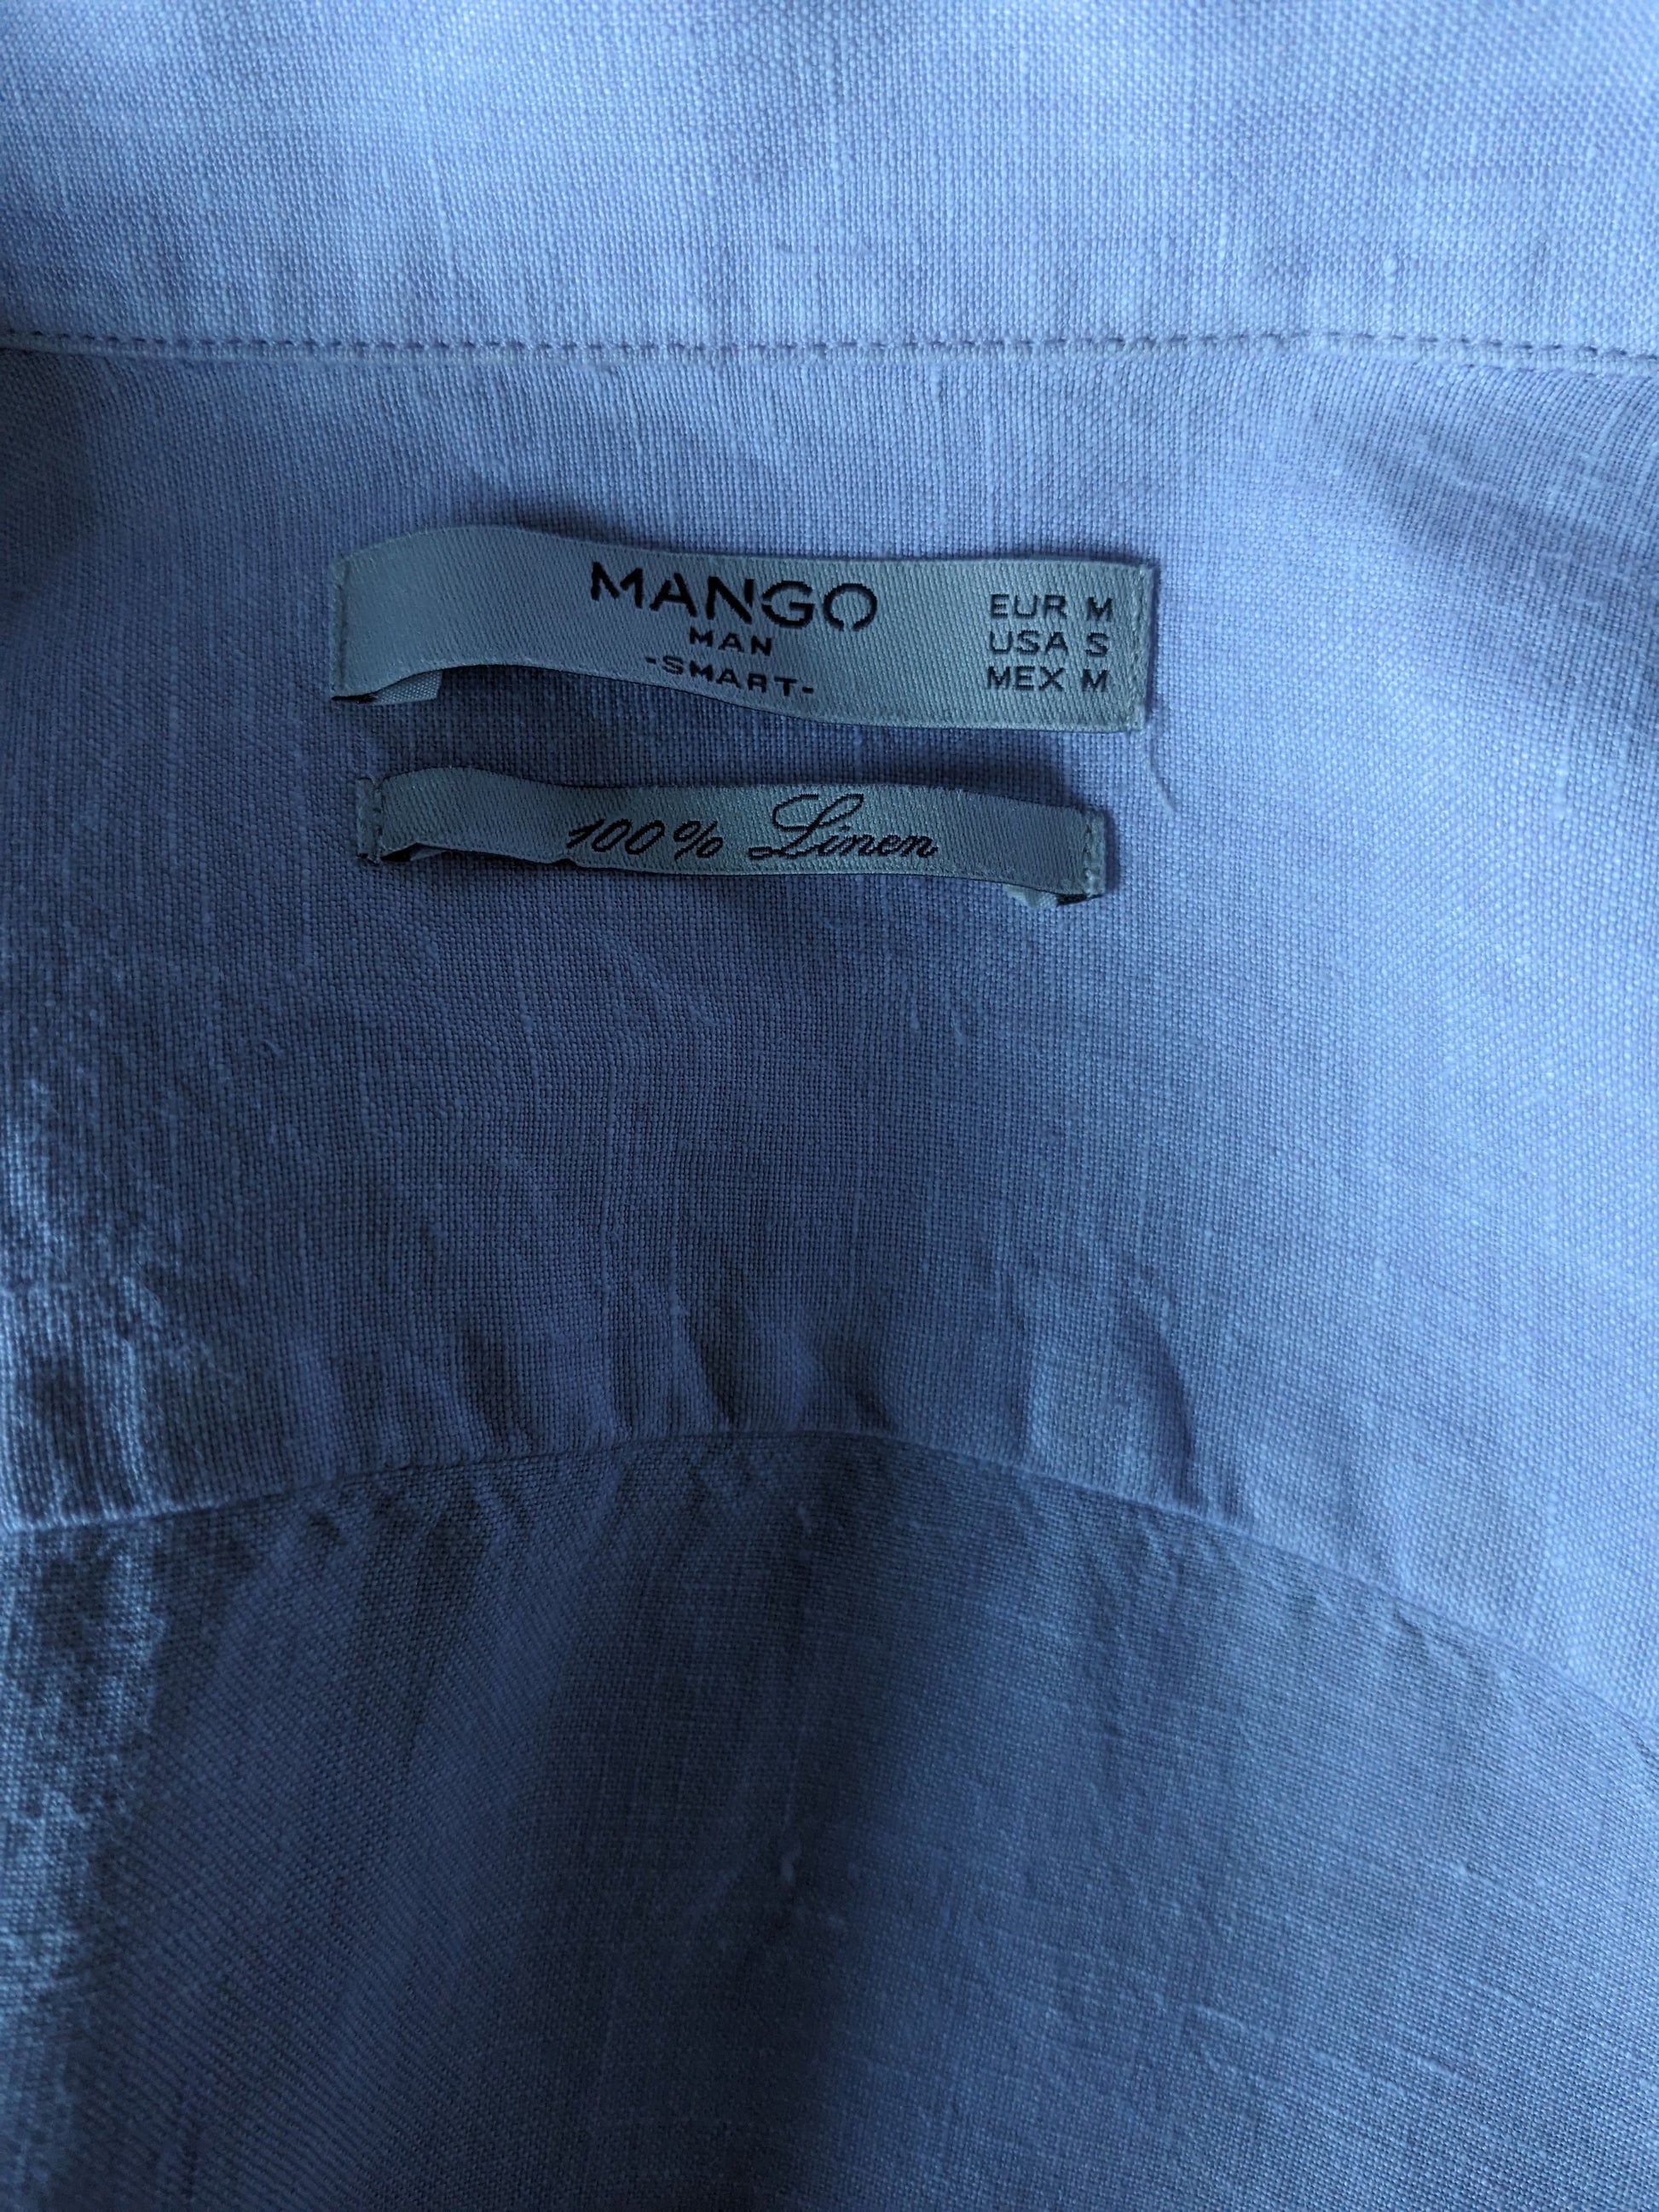 MANGO
MAN
-SMART-
EUR M
USA S
MEX M
100% Linen